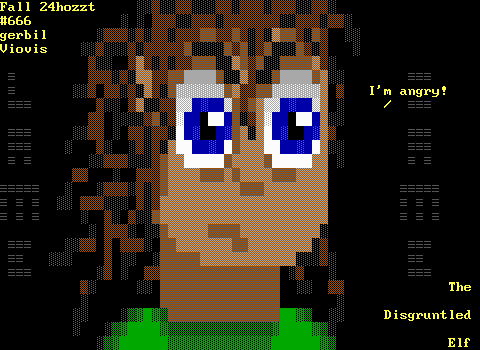 Fall 24hozzt
#666
gerbil
Viovis
I'm angry!
The
Disgruntled
Elf